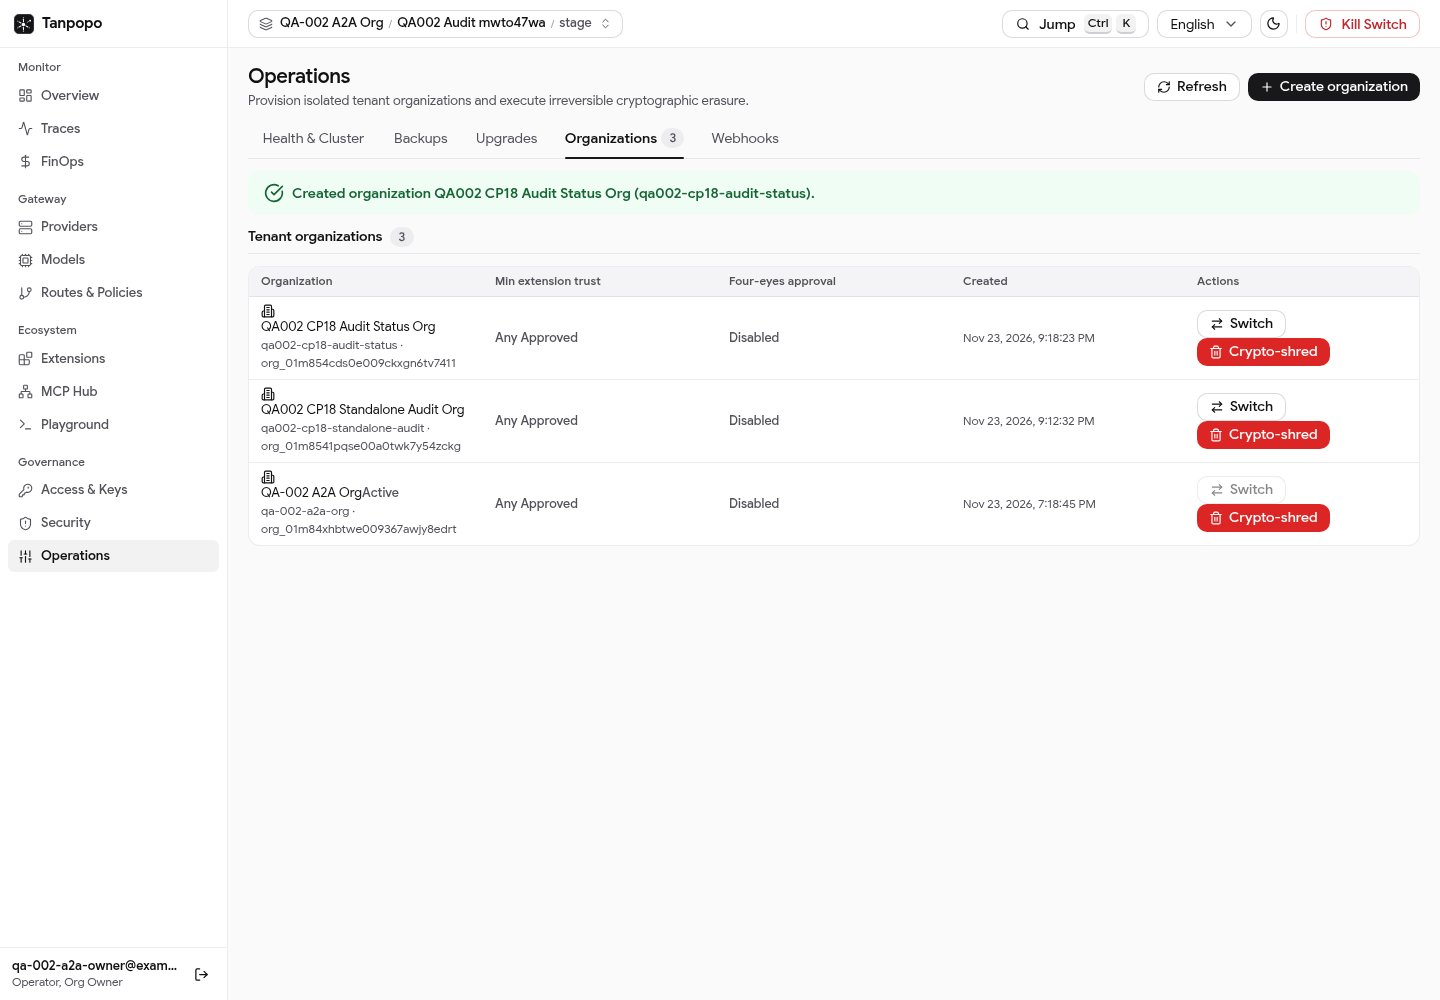 Tanpopo
QA-002 A2A Org / QA002 Audit mwto47wa / stage
Jump Ctrl K
English
Kill Switch
Monitor
Overview
Traces
FinOps
Gateway
Providers
Models
Routes & Policies
Ecosystem
Extensions
MCP Hub
Playground
Governance
Access & Keys
Security
Operations
qa-002-a2a-owner@exam...
Operator, Org Owner
Operations
Provision isolated tenant organizations and execute irreversible cryptographic erasure.
Refresh
Create organization
Health & Cluster Backups Upgrades Organizations 3 Webhooks
Created organization QA002 CP18 Audit Status Org (qa002-cp18-audit-status).
Tenant organizations 3
Organization Min extension trust Four-eyes approval Created Actions
QA002 CP18 Audit Status Org
qa002-cp18-audit-status ·
org_01m854cds0e009ckxgn6tv7411
Any Approved
Disabled
Nov 23, 2026, 9:18:23 PM
Switch
Crypto-shred
QA002 CP18 Standalone Audit Org
qa002-cp18-standalone-audit ·
org_01m8541pqse00a0twk7y54zckg
Any Approved
Disabled
Nov 23, 2026, 9:12:32 PM
Switch
Crypto-shred
QA-002 A2A OrgActive
qa-002-a2a-org ·
org_01m84xhbtwe009367awjy8edrt
Any Approved
Disabled
Nov 23, 2026, 7:18:45 PM
Switch
Crypto-shred